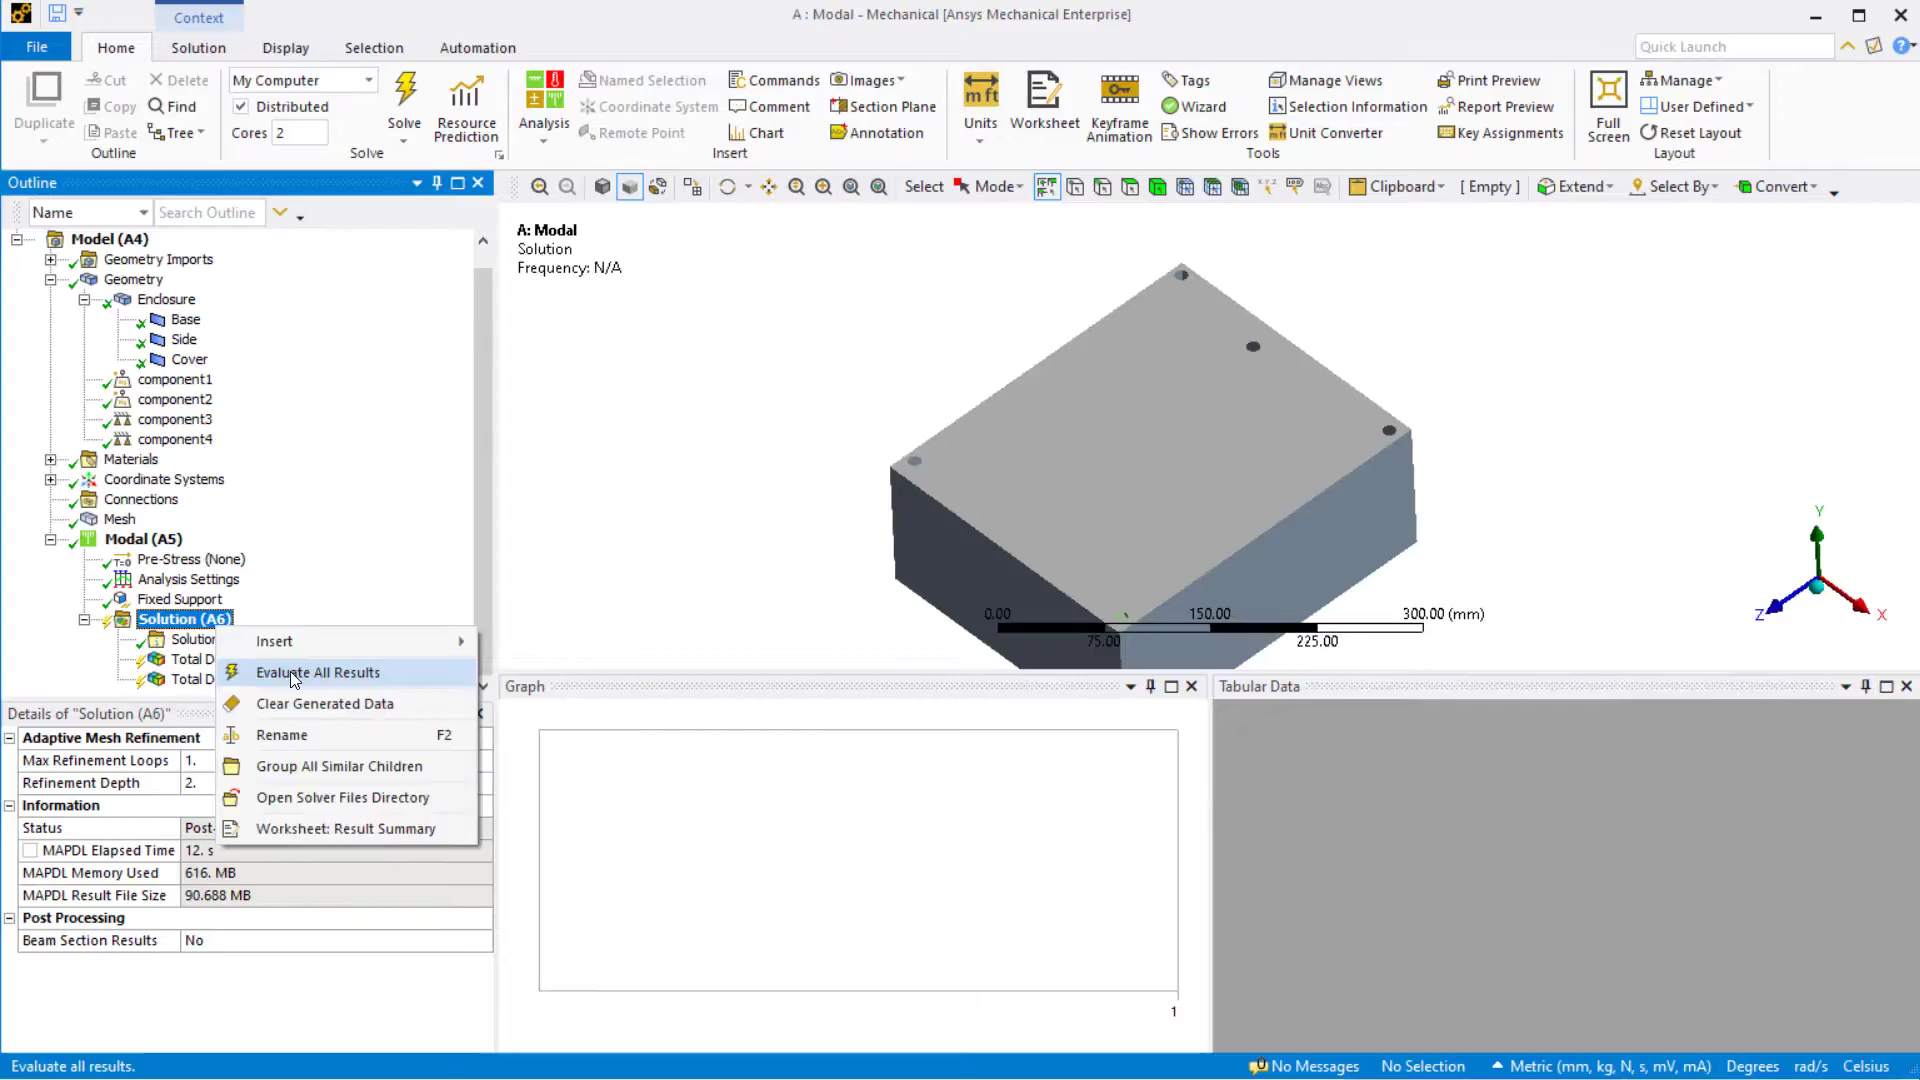 Context
A : Modal - Mechanical [Ansys Mechanical Enterprise]
File
Home
Solution
Display
Selection
Automation
Quick Launch
Duplicate
Cut
Copy
Paste
Delete
Find
Tree
Outline
My Computer
Distributed
Cores 2
Solve
Resource Prediction
Solve
Analysis
Named Selection
Coordinate System
Remote Point
Commands
Comment
Chart
Images
Section Plane
Annotation
Insert
Units
Worksheet
Keyframe Animation
Tags
Wizard
Show Errors
Manage Views
Selection Information
Unit Converter
Print Preview
Report Preview
Key Assignments
Tools
Full Screen
Manage
User Defined
Reset Layout
Layout
Outline
Name
Search Outline
Select
Mode
Clipboard
[ Empty ]
Extend
Select By
Convert
Model (A4)
Geometry Imports
Geometry
Enclosure
Base
Side
Cover
component1
component2
component3
component4
Materials
Coordinate Systems
Connections
Mesh
Modal (A5)
Pre-Stress (None)
Analysis Settings
Fixed Support
Solution (A6)
Solution
Total D
Total D
Insert
Evaluate All Results
Clear Generated Data
Rename F2
Group All Similar Children
Open Solver Files Directory
Worksheet: Result Summary
Details of "Solution (A6)"
Adaptive Mesh Refinement
Max Refinement Loops 1.
Refinement Depth 2.
Information
Status Post-
MAPDL Elapsed Time 12. s
MAPDL Memory Used 616. MB
MAPDL Result File Size 90.688 MB
Post Processing
Beam Section Results No
A: Modal
Solution
Frequency: N/A
0.00 150.00 300.00 (mm)
75.00 225.00
Y
Z
X
Graph
1
Tabular Data
Evaluate all results.
No Messages
No Selection
Metric (mm, kg, N, s, mV, mA)
Degrees
rad/s
Celsius